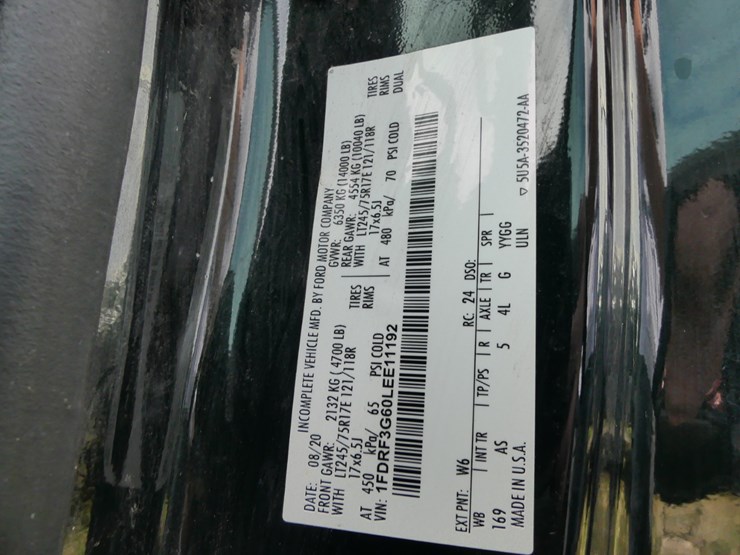 INCOMPLETE VEHICLE MFD. BY FORD MOTOR COMPANY
DATE: 08/20 GVWR: 6350 KG (14000 LB)
FRONT GAWR: 2132 KG (4700 LB) REAR GAWR: 4554 KG (10040 LB)
WITH LT245/75R17E 121/118R TIRES WITH LT245/75R17E 121/118R TIRES
17x6.5J RIMS 17x6.5J RIMS
AT 450 kPa/ 65 PSI COLD AT 480 kPa/ 70 PSI COLD DUAL
VIN: 1FDRF3G60LEE11192
EXT PNT: W6 RC: 24 DSO:
WB INT TR TP/PS R AXLE TR SPR
169 AS 5 4L G YYGG
MADE IN U.S.A. ULN
▽ 5U5A-3520472-AA